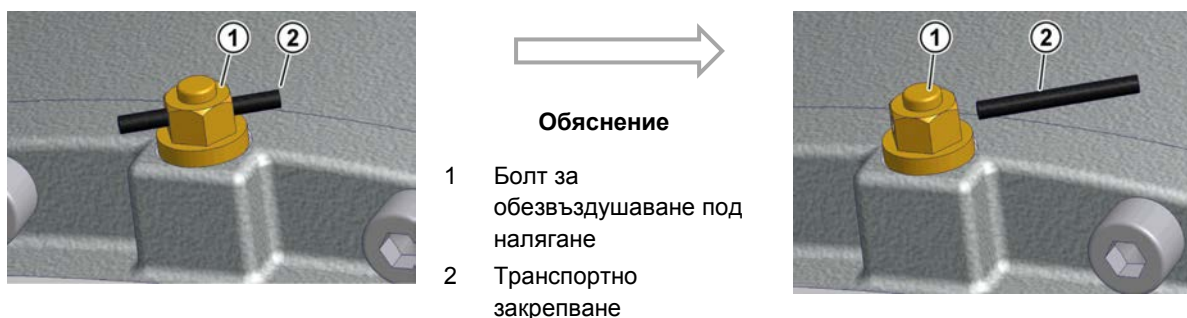 1 2
1 2
Обяснение
1 Болт за
обезвъздушаване под
налягане
2 Транспортно
закрепване